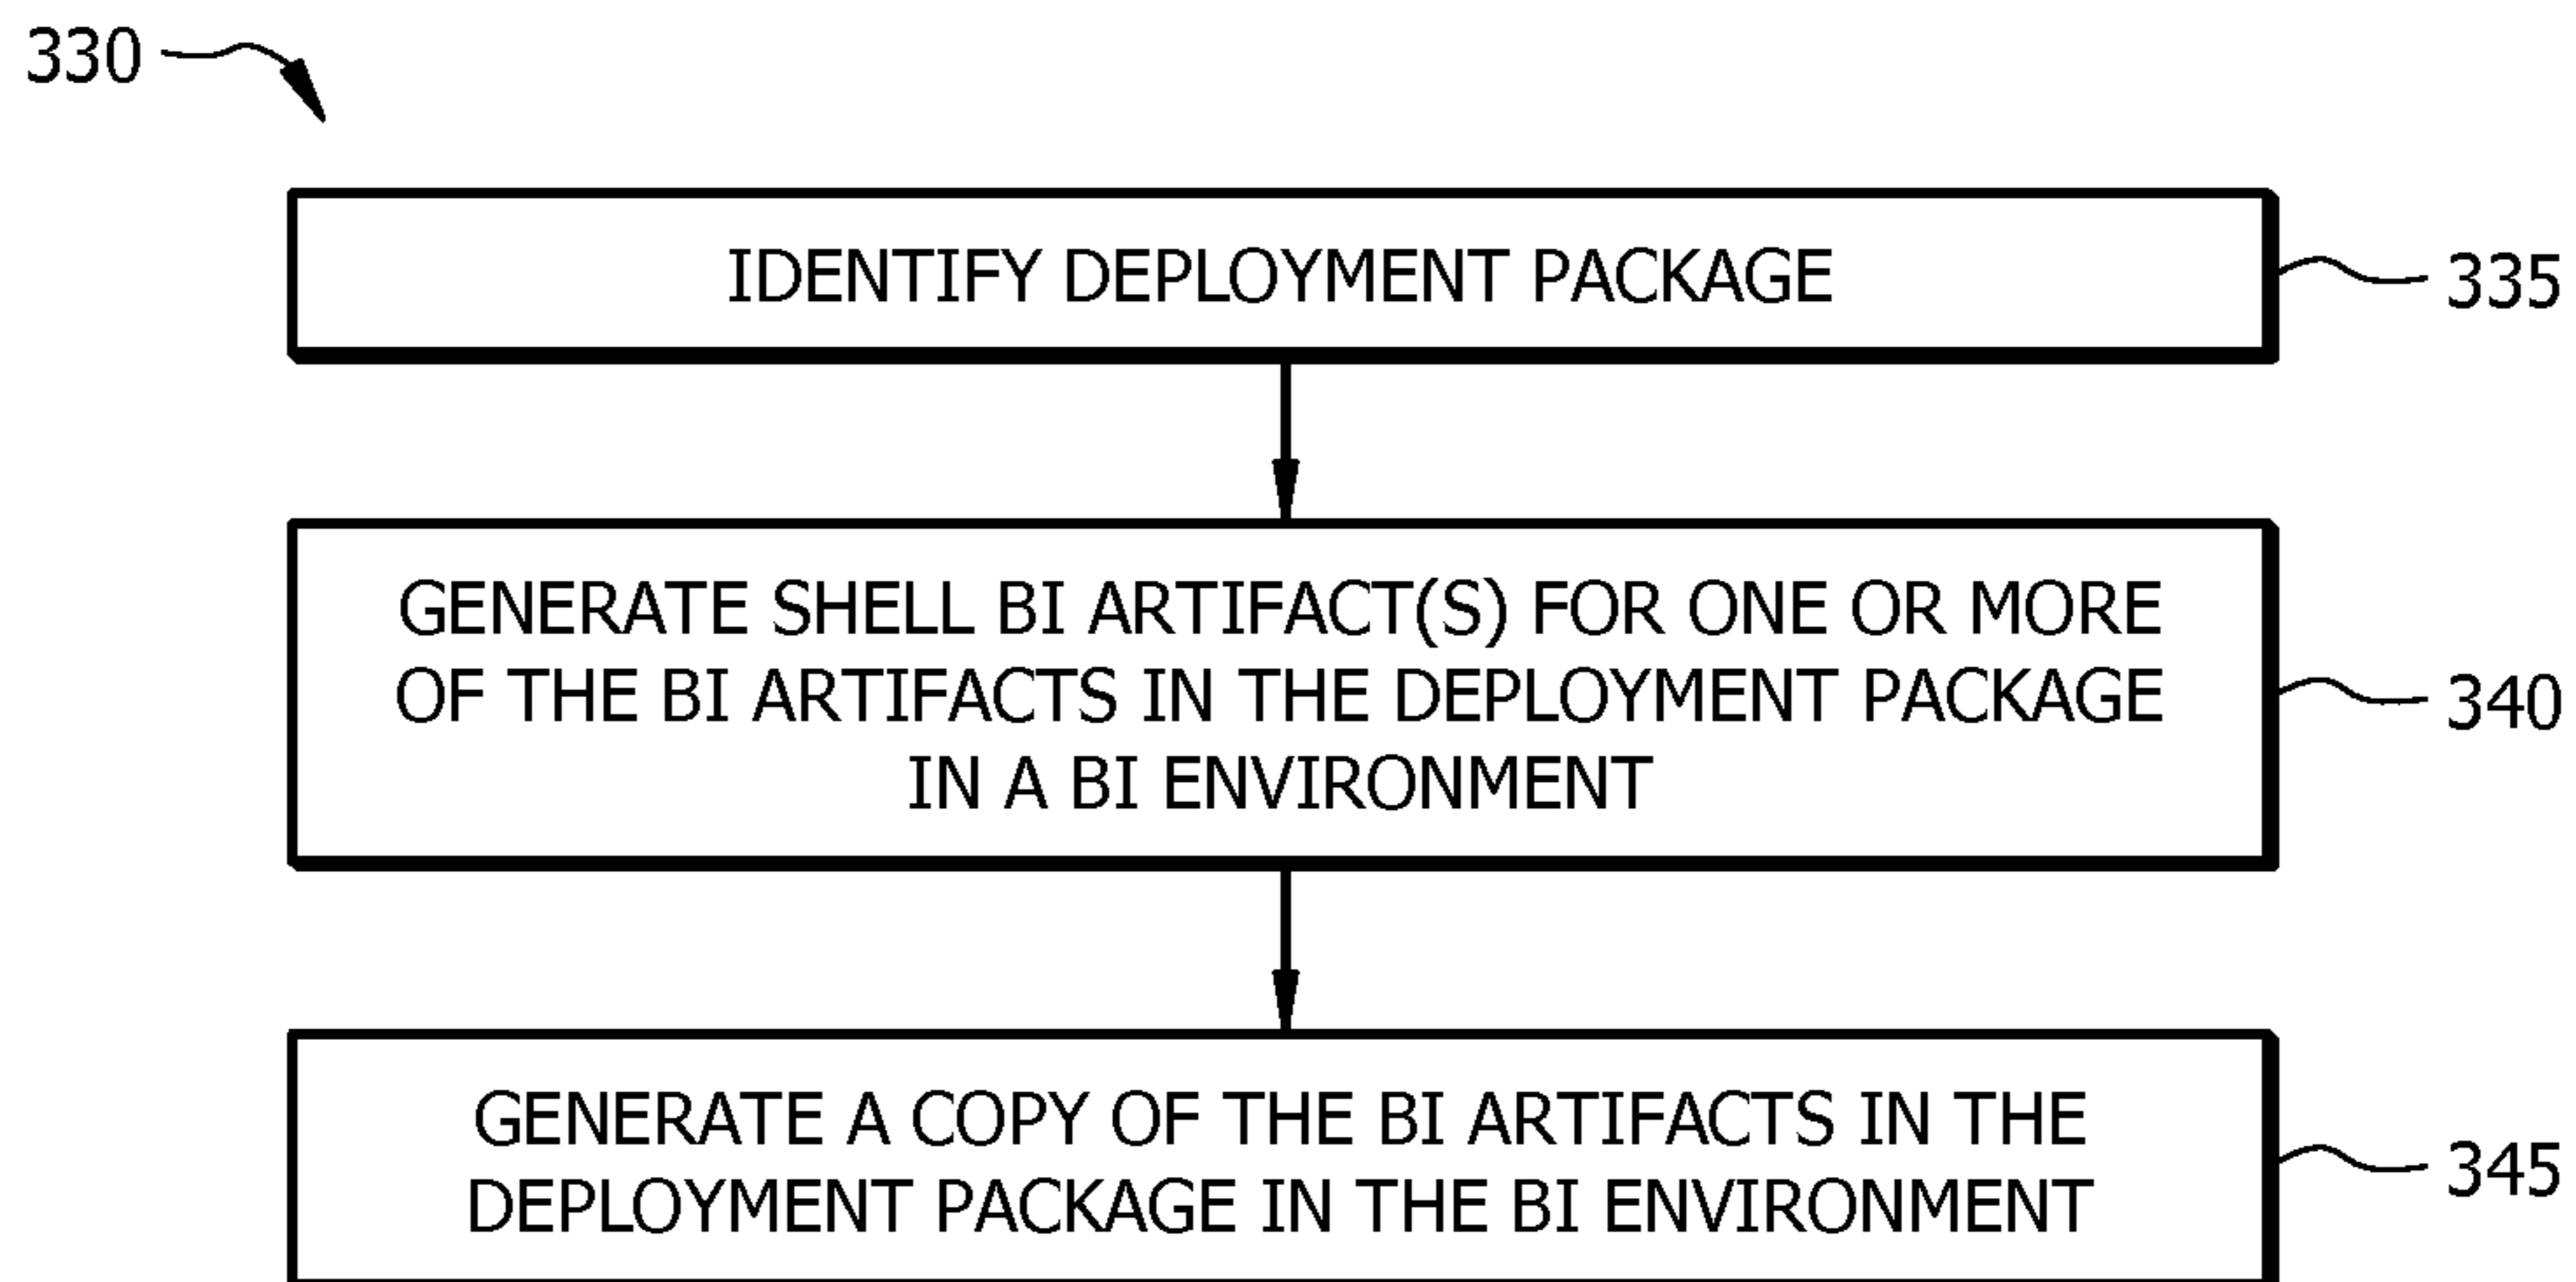 330
IDENTIFY DEPLOYMENT PACKAGE
335
GENERATE SHELL BI ARTIFACT(S) FOR ONE OR MORE
OF THE BI ARTIFACTS IN THE DEPLOYMENT PACKAGE
IN A BI ENVIRONMENT
340
GENERATE A COPY OF THE BI ARTIFACTS IN THE
DEPLOYMENT PACKAGE IN THE BI ENVIRONMENT
345